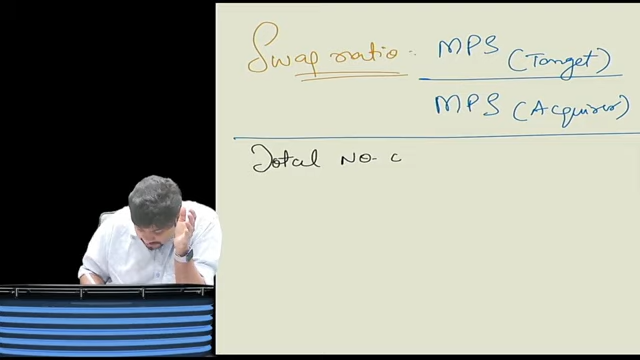 Swap ratio: MPS (Target)
MPS (Acquirer)
Total No. o